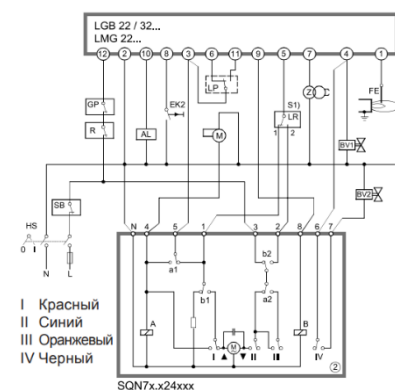 LGB 22 / 32...
LMG 22...
12 2 10 8 3 6 11 9 5 7 4 1
GP
R
AL
EK2
LP
M
S1)
LR
1 2
Z
FE
BV1
BV2
SB
HS
0 I
N L
N 4 5 1 3 2 8 6 7
a1
b2
b1
a2
A
B
M
I II III IV
2
I Красный
II Синий
III Оранжевый
IV Черный
SQN7x.x24xxx